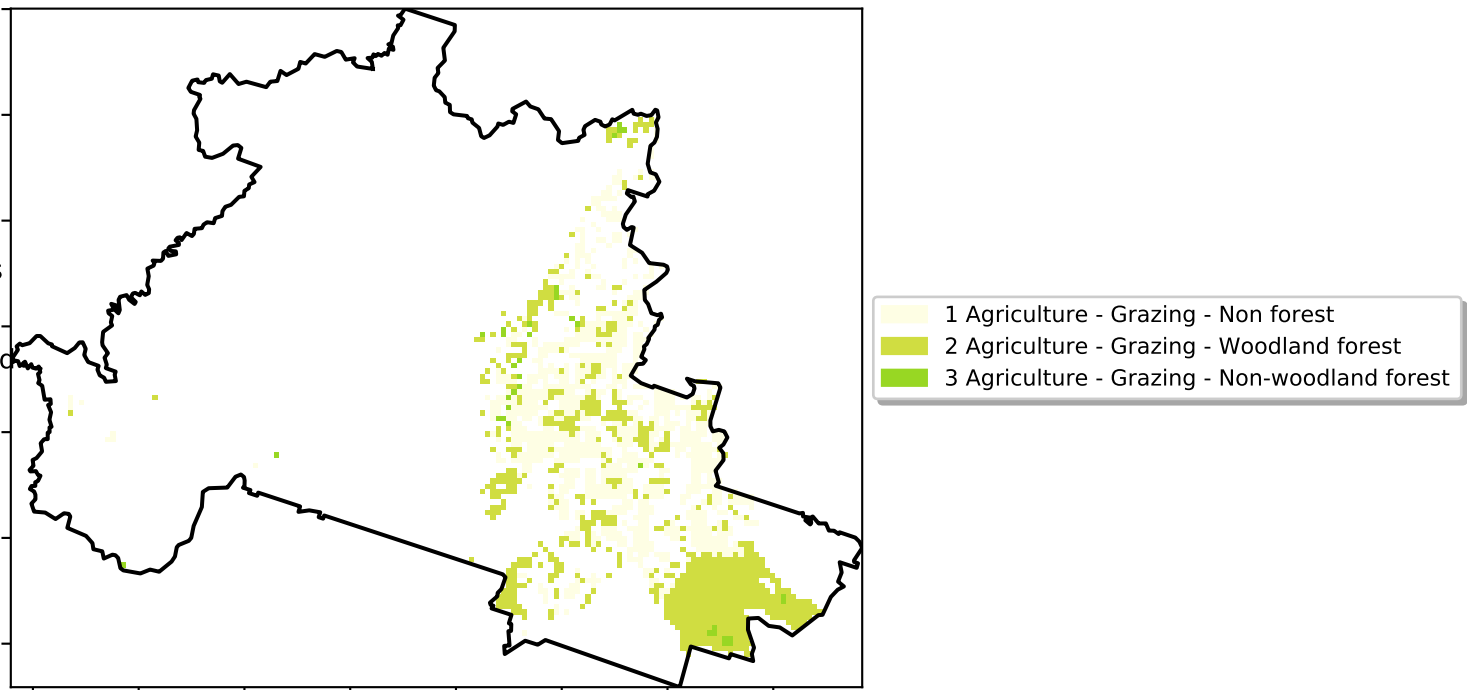 1 Agriculture - Grazing - Non forest
2 Agriculture - Grazing - Woodland forest
3 Agriculture - Grazing - Non-woodland forest